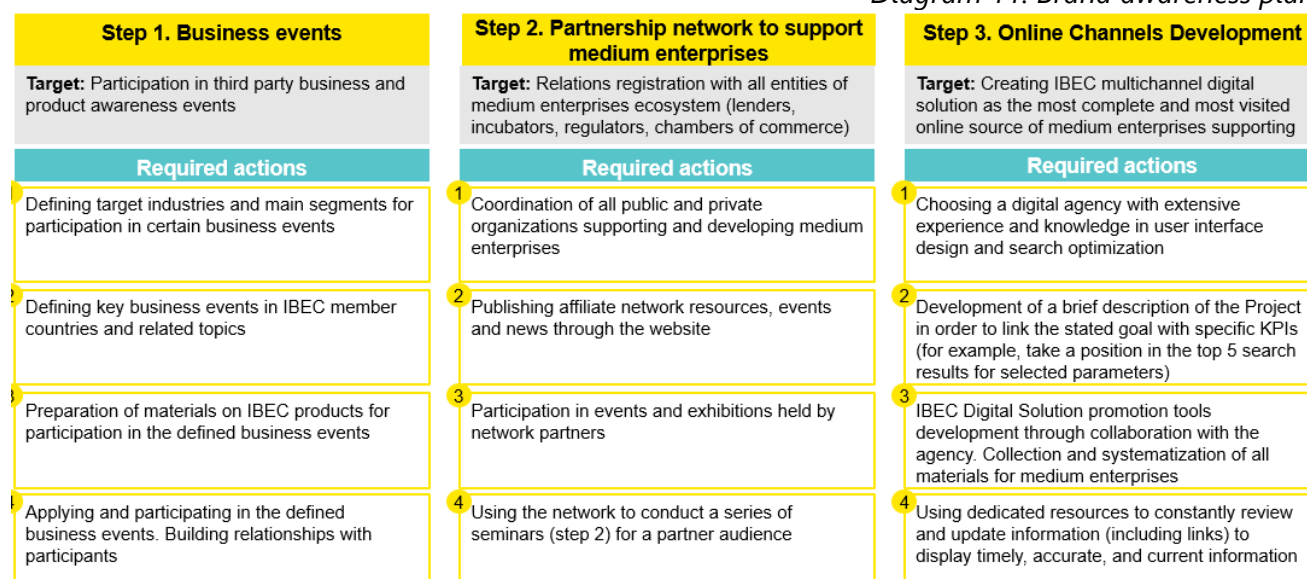 Diagram 11. Brand awareness plan
Step 1. Business events
Target: Participation in third party business and
product awareness events
Required actions
1
Defining target industries and main segments for
participation in certain business events
2
Defining key business events in IBEC member
countries and related topics
3
Preparation of materials on IBEC products for
participation in the defined business events
4
Applying and participating in the defined
business events. Building relationships with
participants
Step 2. Partnership network to support
medium enterprises
Target: Relations registration with all entities of
medium enterprises ecosystem (lenders,
incubators, regulators, chambers of commerce)
Required actions
1
Coordination of all public and private
organizations supporting and developing medium
enterprises
2
Publishing affiliate network resources, events
and news through the website
3
Participation in events and exhibitions held by
network partners
4
Using the network to conduct a series of
seminars (step 2) for a partner audience
Step 3. Online Channels Development
Target: Creating IBEC multichannel digital
solution as the most complete and most visited
online source of medium enterprises supporting
Required actions
1
Choosing a digital agency with extensive
experience and knowledge in user interface
design and search optimization
2
Development of a brief description of the Project
in order to link the stated goal with specific KPIs
(for example, take a position in the top 5 search
results for selected parameters)
3
IBEC Digital Solution promotion tools
development through collaboration with the
agency. Collection and systematization of all
materials for medium enterprises
4
Using dedicated resources to constantly review
and update information (including links) to
display timely, accurate, and current information